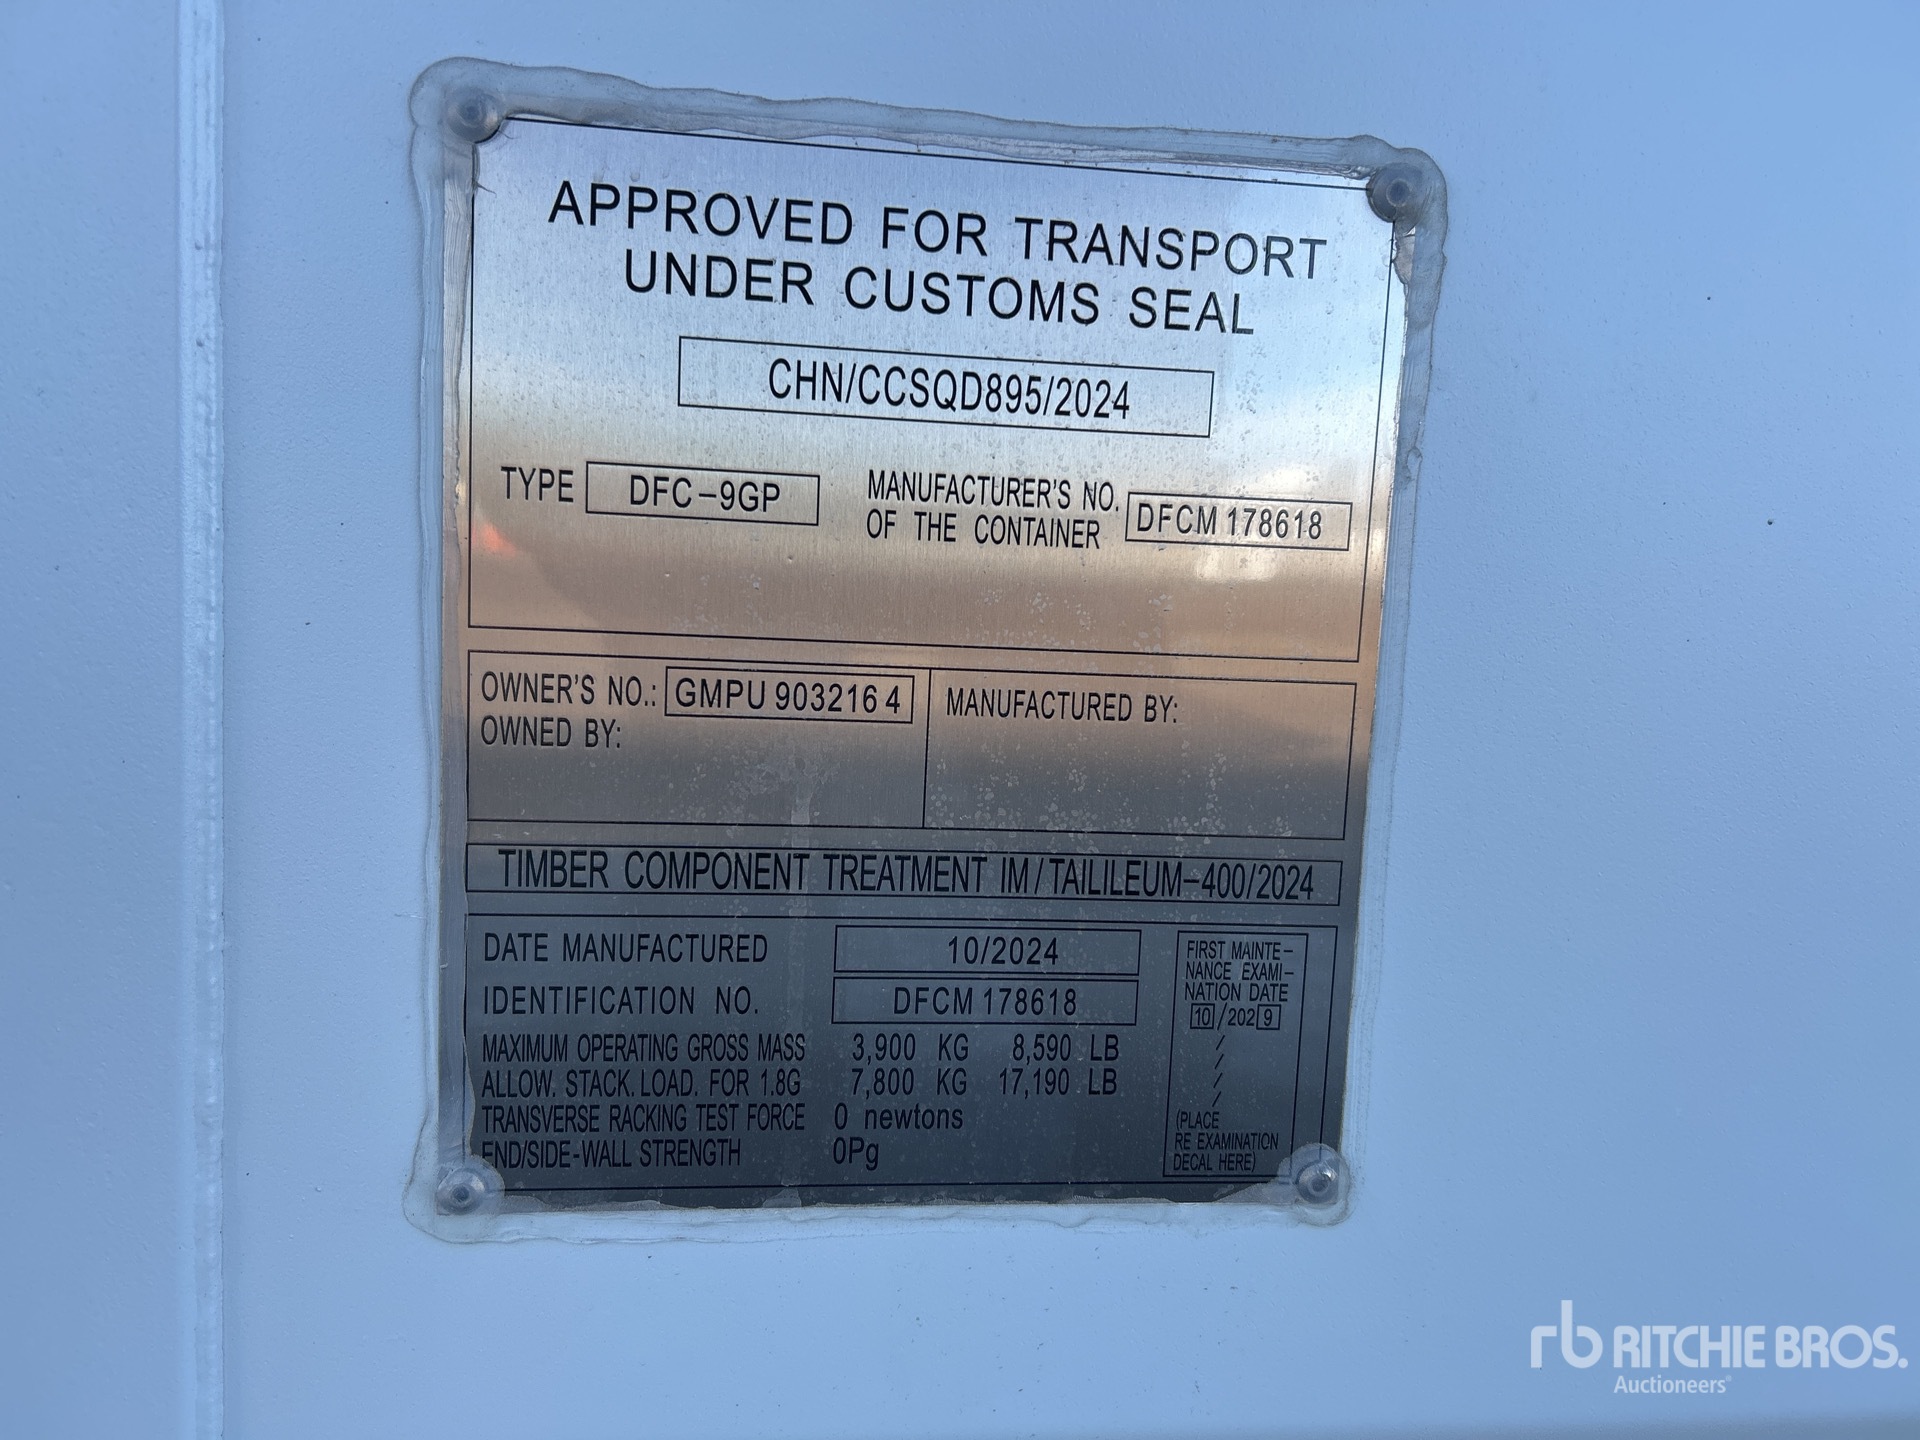 APPROVED FOR TRANSPORT
UNDER CUSTOMS SEAL
CHN/CCSQD895/2024
TYPE DFC-9GP
MANUFACTURER'S NO.
OF THE CONTAINER
DFCM 178618
OWNER'S NO.: GMPU 903216 4
OWNED BY:
MANUFACTURED BY:
TIMBER COMPONENT TREATMENT IM/TAILILEUM-400/2024
DATE MANUFACTURED 10/2024
IDENTIFICATION NO. DFCM 178618
MAXIMUM OPERATING GROSS MASS 3,900 KG 8,590 LB
ALLOW. STACK. LOAD. FOR 1.8G 7,800 KG 17,190 LB
TRANSVERSE RACKING TEST FORCE 0 newtons
END/SIDE-WALL STRENGTH 0Pg
FIRST MAINTE-
NANCE EXAMI-
NATION DATE
10/2029
/
/
/
/
(PLACE
RE EXAMINATION
DECAL HERE)
rb RITCHIE BROS.
Auctioneers